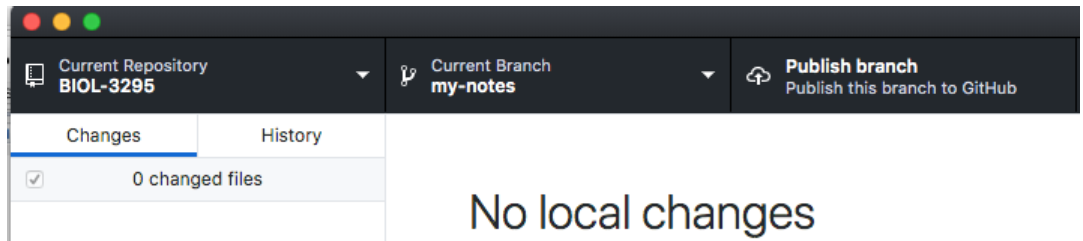 Current Repository
BIOL-3295
Current Branch
my-notes
Publish branch
Publish this branch to GitHub
Changes
History
0 changed files
No local changes